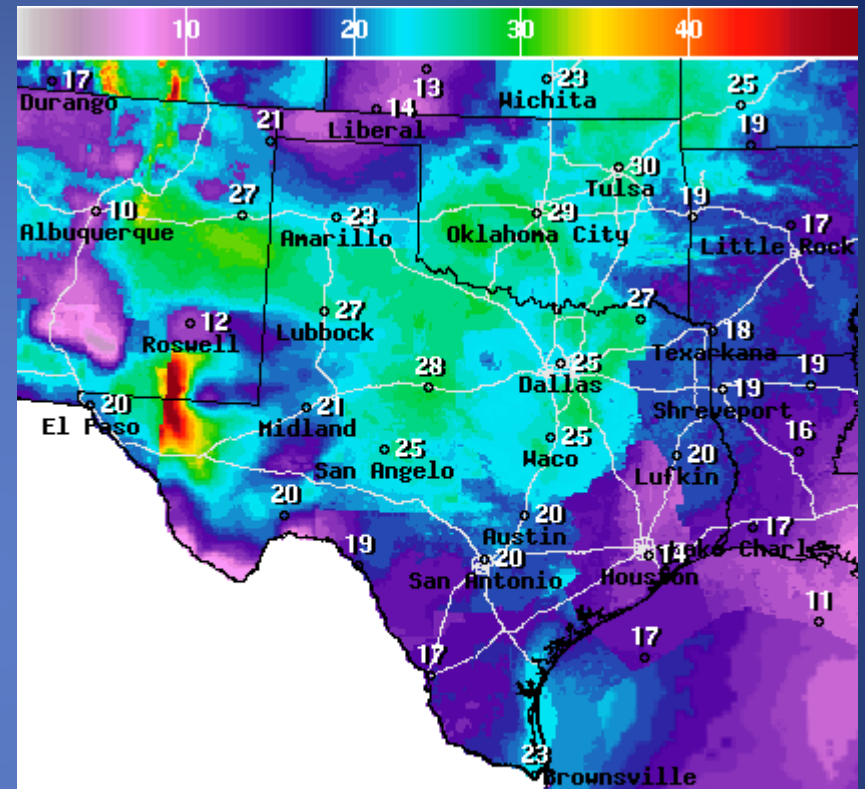 10 20 30 40
17 13 23 25
Durango 14 Wichita
21 Liberal 19
30
Tulsa
10 27 23 29 19 17
Albuquerque Amarillo Oklahoma City Little Rock
12 27 27 18
Roswell Lubbock Texarkana
28 25 19 19
Dallas
20 21 Shreveport
El Paso Midland 25 16
25 Waco 20
San Angelo Lufkin
20 20 17
Austin Lake Charles
19 20 14
San Antonio Houston
11
17 17
23
Brownsville